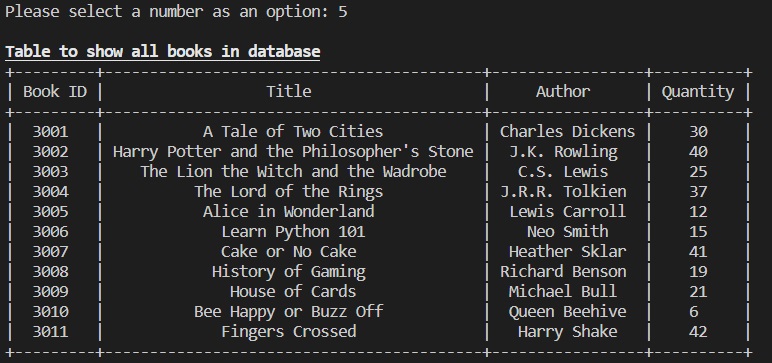 Please select a number as an option: 5
Table to show all books in database
Book ID | Title | Author | Quantity
3001 | A Tale of Two Cities | Charles Dickens | 30
3002 | Harry Potter and the Philosopher's Stone | J.K. Rowling | 40
3003 | The Lion the Witch and the Wadrobe | C.S. Lewis | 25
3004 | The Lord of the Rings | J.R.R. Tolkien | 37
3005 | Alice in Wonderland | Lewis Carroll | 12
3006 | Learn Python 101 | Neo Smith | 15
3007 | Cake or No Cake | Heather Sklar | 41
3008 | History of Gaming | Richard Benson | 19
3009 | House of Cards | Michael Bull | 21
3010 | Bee Happy or Buzz Off | Queen Beehive | 6
3011 | Fingers Crossed | Harry Shake | 42